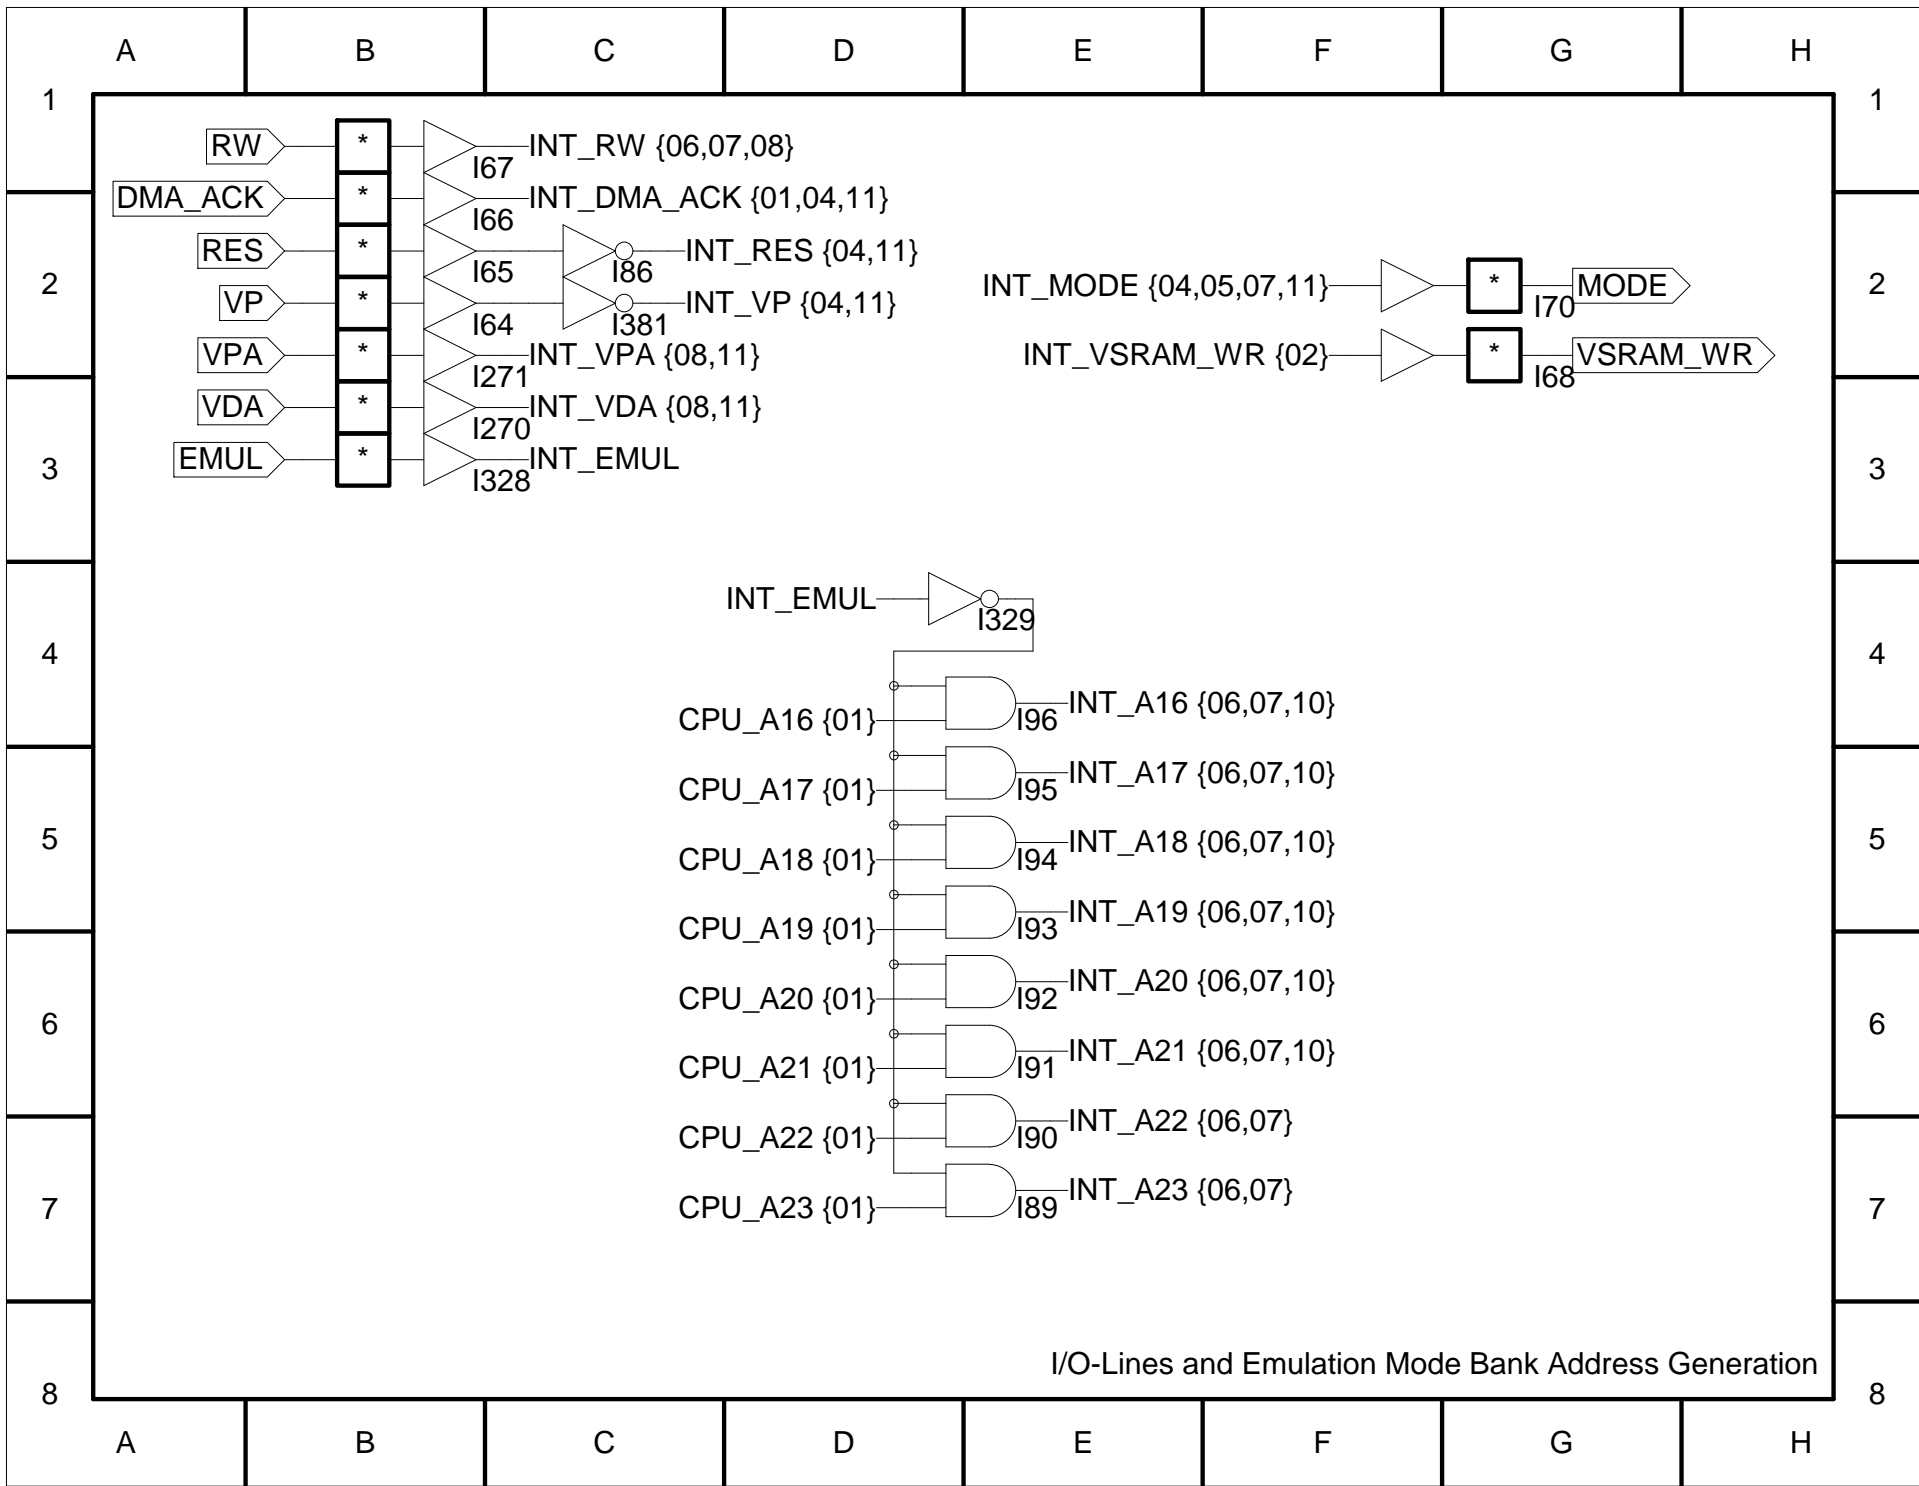 A B C D E F G H
1 1
RW * I67 INT_RW {06,07,08}
DMA_ACK * I66 INT_DMA_ACK {01,04,11}
RES * I65 I86 INT_RES {04,11}
2 2
INT_MODE {04,05,07,11} * I70 MODE
VP * I64 I381 INT_VP {04,11}
VPA * I271 INT_VPA {08,11}
INT_VSRAM_WR {02} * I68 VSRAM_WR
VDA * I270 INT_VDA {08,11}
EMUL * I328 INT_EMUL
3 3
INT_EMUL I329
4 4
CPU_A16 {01} I96 INT_A16 {06,07,10}
CPU_A17 {01} I95 INT_A17 {06,07,10}
5 5
CPU_A18 {01} I94 INT_A18 {06,07,10}
CPU_A19 {01} I93 INT_A19 {06,07,10}
CPU_A20 {01} I92 INT_A20 {06,07,10}
6 6
CPU_A21 {01} I91 INT_A21 {06,07,10}
CPU_A22 {01} I90 INT_A22 {06,07}
7 7
CPU_A23 {01} I89 INT_A23 {06,07}
I/O-Lines and Emulation Mode Bank Address Generation
8 8
A B C D E F G H